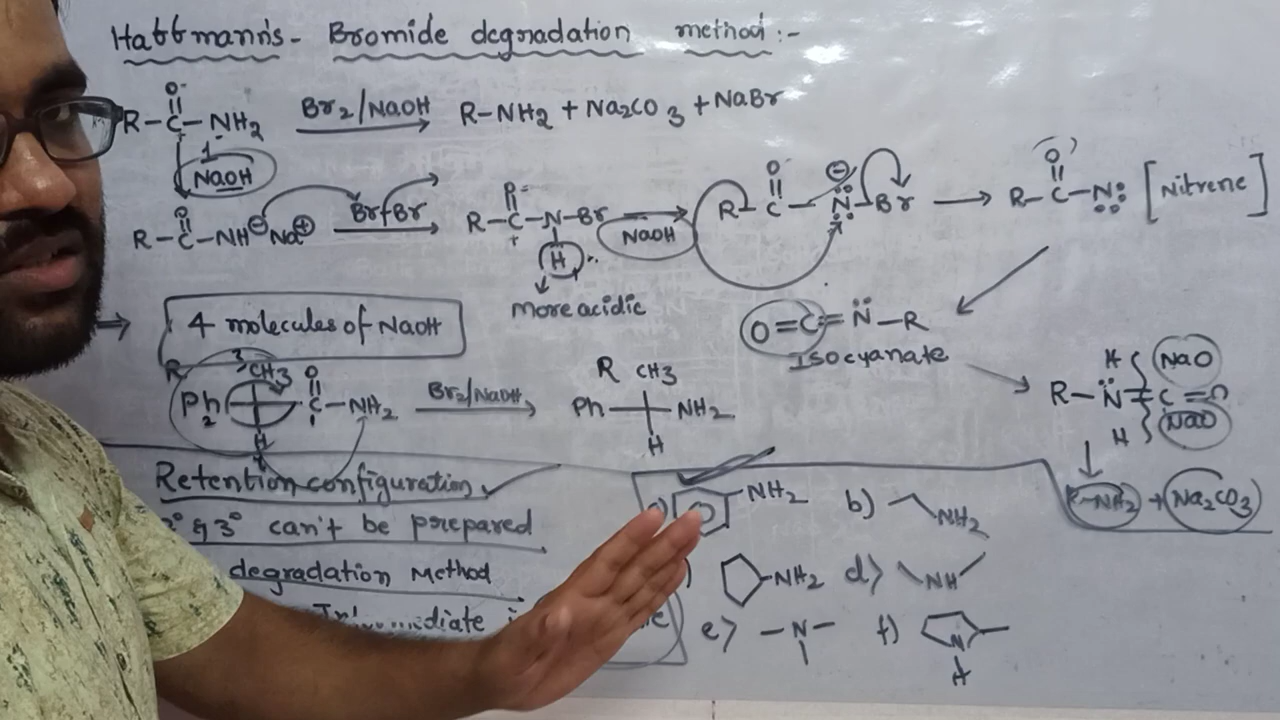 Haffmann's - Bromide degradation method :-
R-C-NH2 Br2/NaOH R-NH2 + Na2CO3 + NaBr
O
NaOH
R-C-NH⊖ Na⊕ Br-Br R-C-N-Br NaOH R-C-N-Br R-C-N: [Nitrene]
O O O O
H
More acidic
⇒ 4 molecules of NaOH
O=C=N-R
Isocyanate
R-N=C=O
H NaO
H NaO
R-NH2 + Na2CO3
R CH3 O
Ph C-NH2 Br2/NaOH Ph NH2
2 H
R CH3
H
Retention configuration
2° & 3° can't be prepared
degradation Method
a) NH2 b) NH2
NH2 d) NH
e) -N- f) N
H